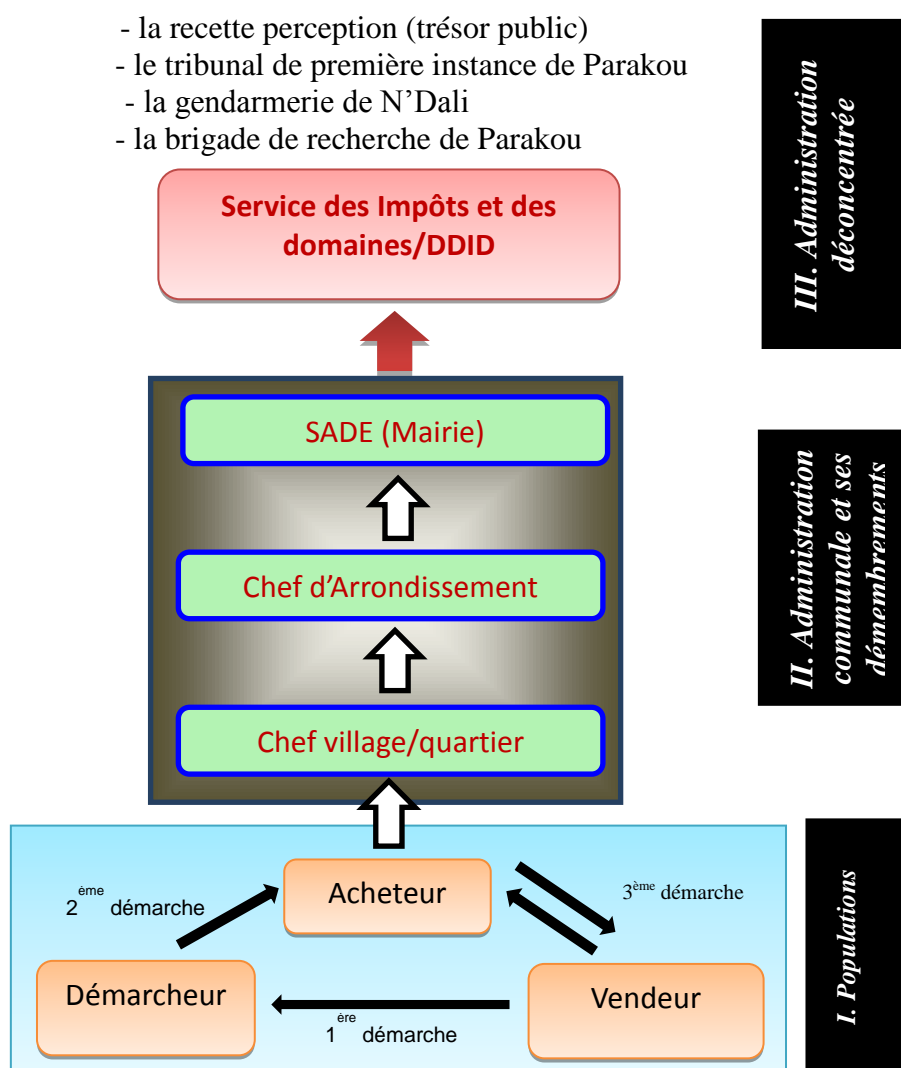 - la recette perception (trésor public)
- le tribunal de première instance de Parakou
- la gendarmerie de N'Dali
- la brigade de recherche de Parakou
III. Administration
déconcentrée
Service des Impôts et des
domaines/DDID
SADE (Mairie)
Chef d'Arrondissement
Chef village/quartier
II. Administration
communale et ses
démembrements
Acheteur
2ème démarche
3ème démarche
Démarcheur
Vendeur
1ère démarche
I. Populations